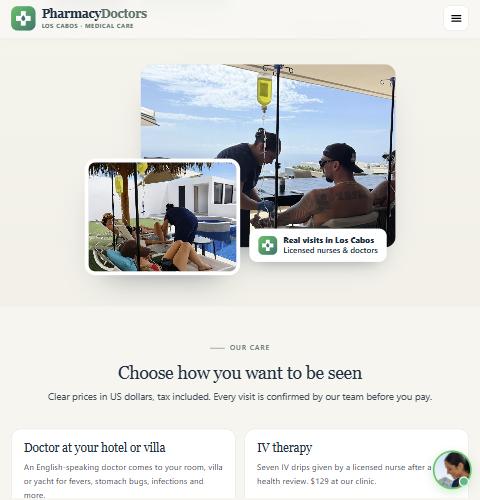 PharmacyDoctors
LOS CABOS · MEDICAL CARE
Real visits in Los Cabos
Licensed nurses & doctors
OUR CARE
Choose how you want to be seen
Clear prices in US dollars, tax included. Every visit is confirmed by our team before you pay.
Doctor at your hotel or villa
An English-speaking doctor comes to your room, villa
or yacht for fevers, stomach bugs, infections and
more.
IV therapy
Seven IV drips given by a licensed nurse after a
health review. $129 at our clinic.